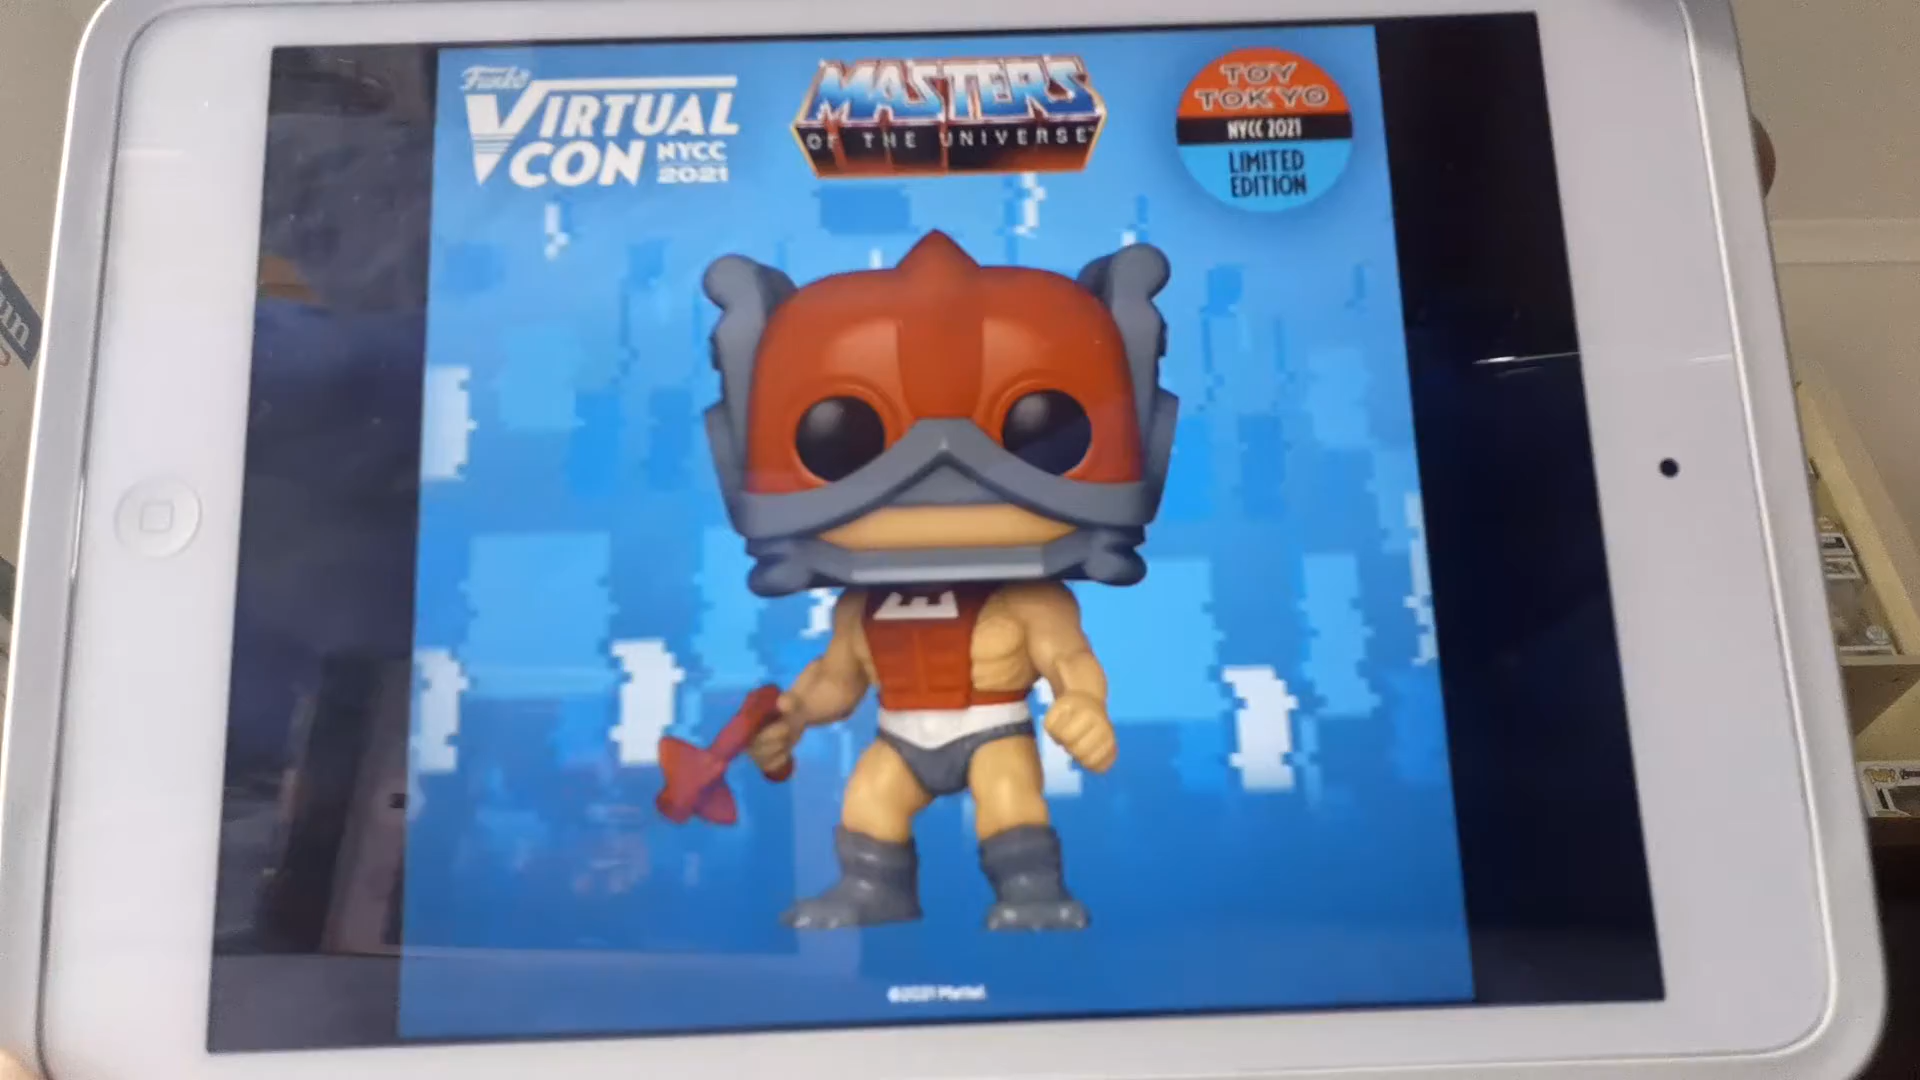 Funko
VIRTUAL
CON NYCC
2021
MASTERS
OF THE UNIVERSE
TOY
TOKYO
NYCC 2021
LIMITED
EDITION
©2021 Mattel.